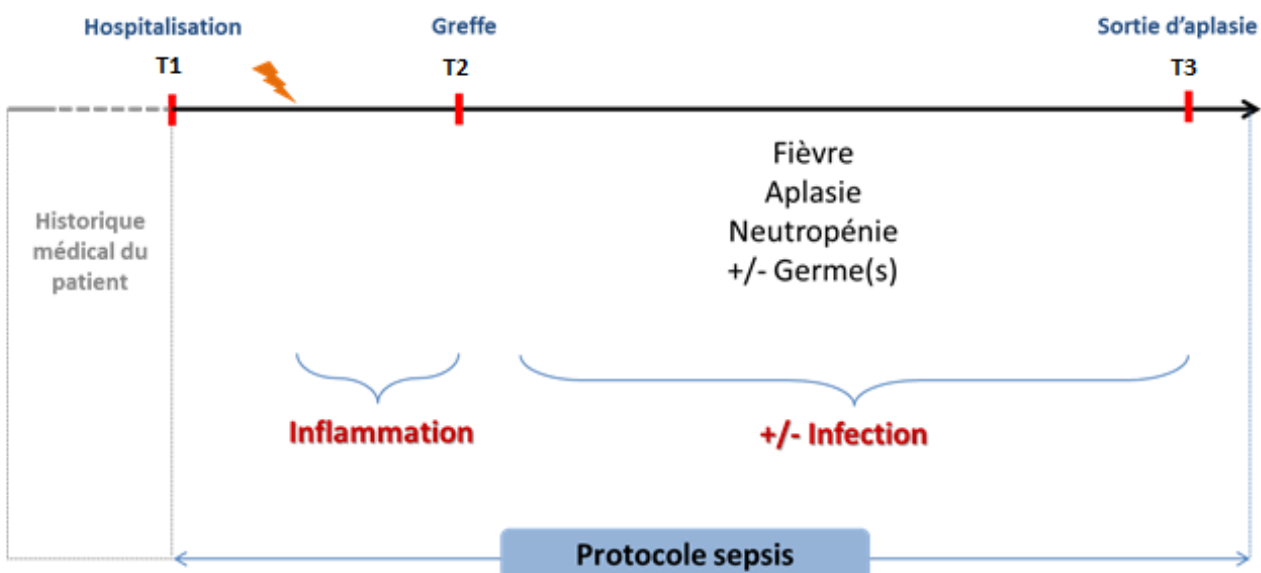 Hospitalisation
Greffe
Sortie d'aplasie
T1
T2
T3
Fièvre
Aplasie
Neutropénie
+/- Germe(s)
Historique
médical du
patient
Inflammation
+/- Infection
Protocole sepsis